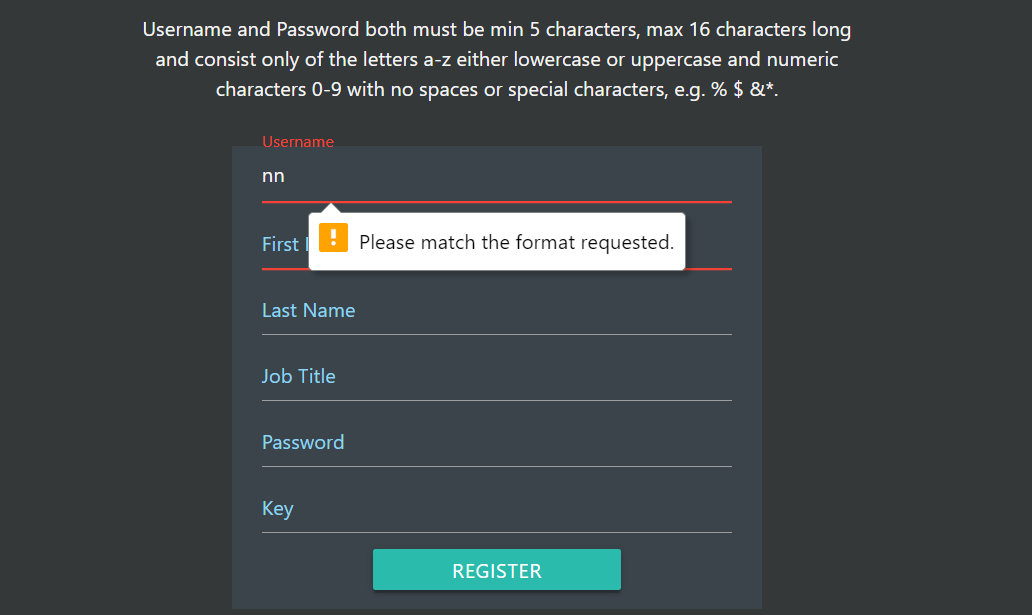 Username and Password both must be min 5 characters, max 16 characters long
and consist only of the letters a-z either lowercase or uppercase and numeric
characters 0-9 with no spaces or special characters, e.g. % $ &*.
Username
nn
Please match the format requested.
First
Last Name
Job Title
Password
Key
REGISTER